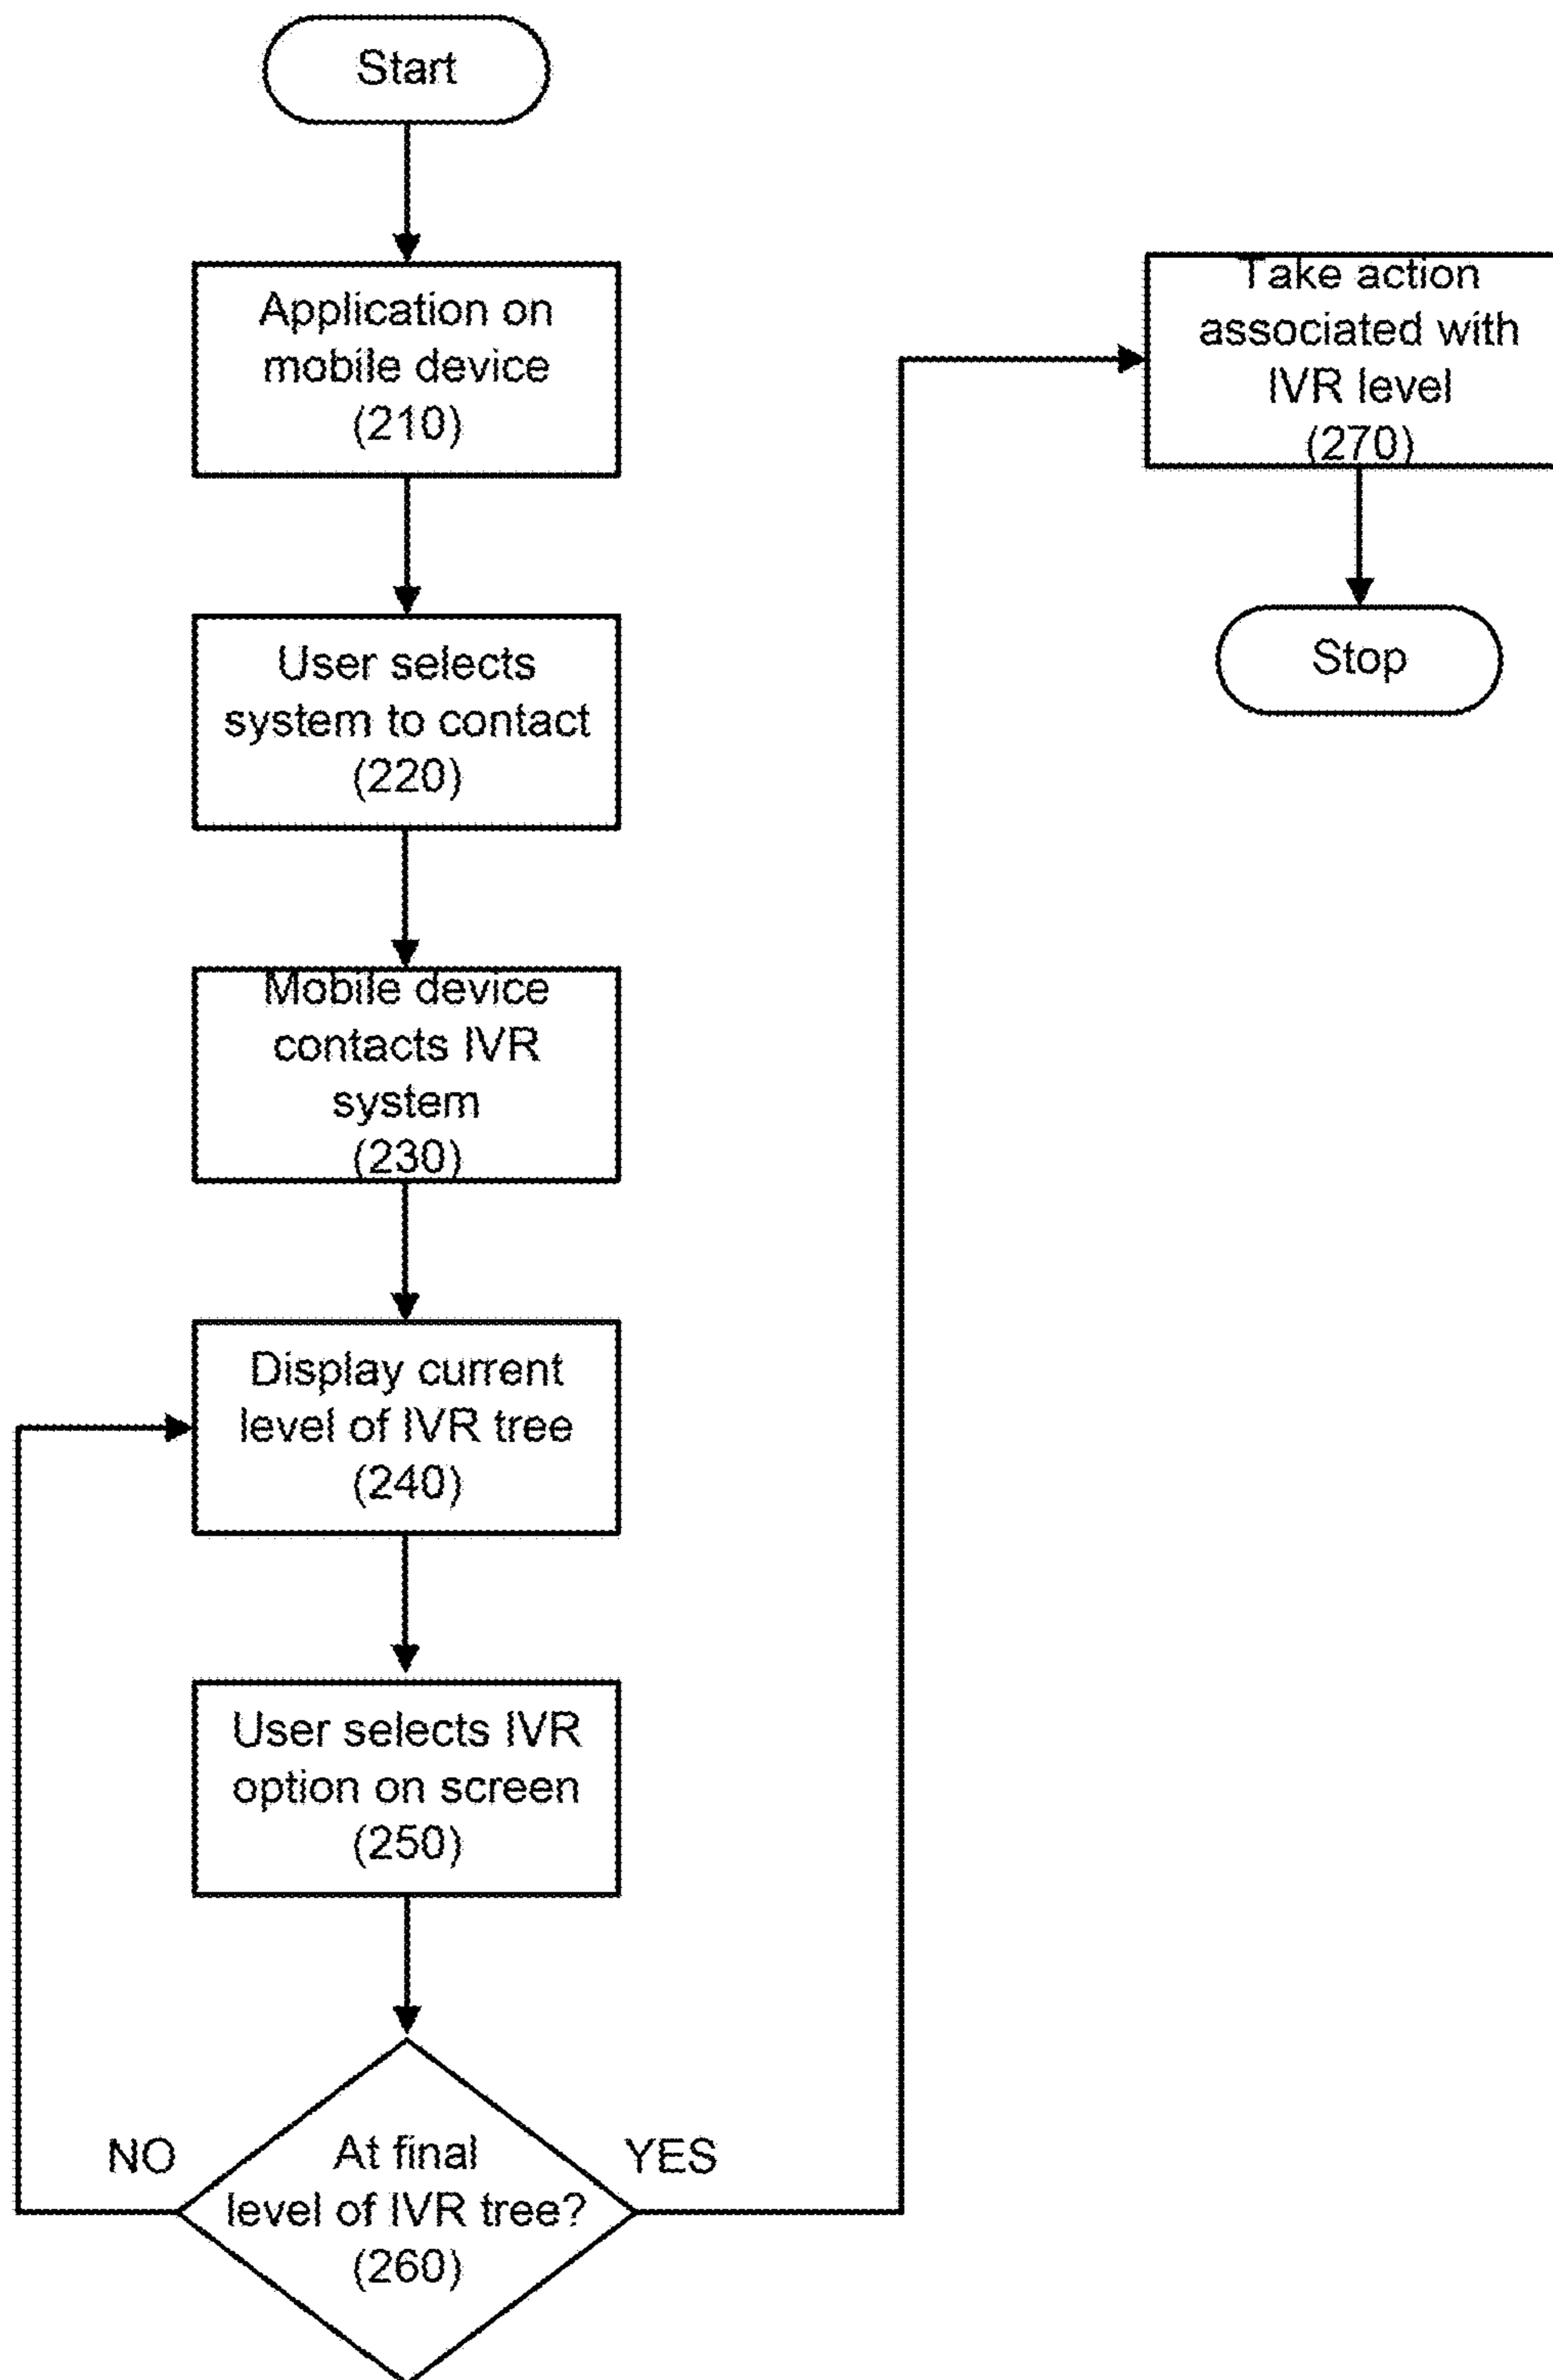 Start
Application on
mobile device
(210)
User selects
system to contact
(220)
Mobile device
contacts IVR
system
(230)
Display current
level of IVR tree
(240)
User selects IVR
option on screen
(250)
NO
At final
level of IVR tree?
(260)
YES
Take action
associated with
IVR level
(270)
Stop